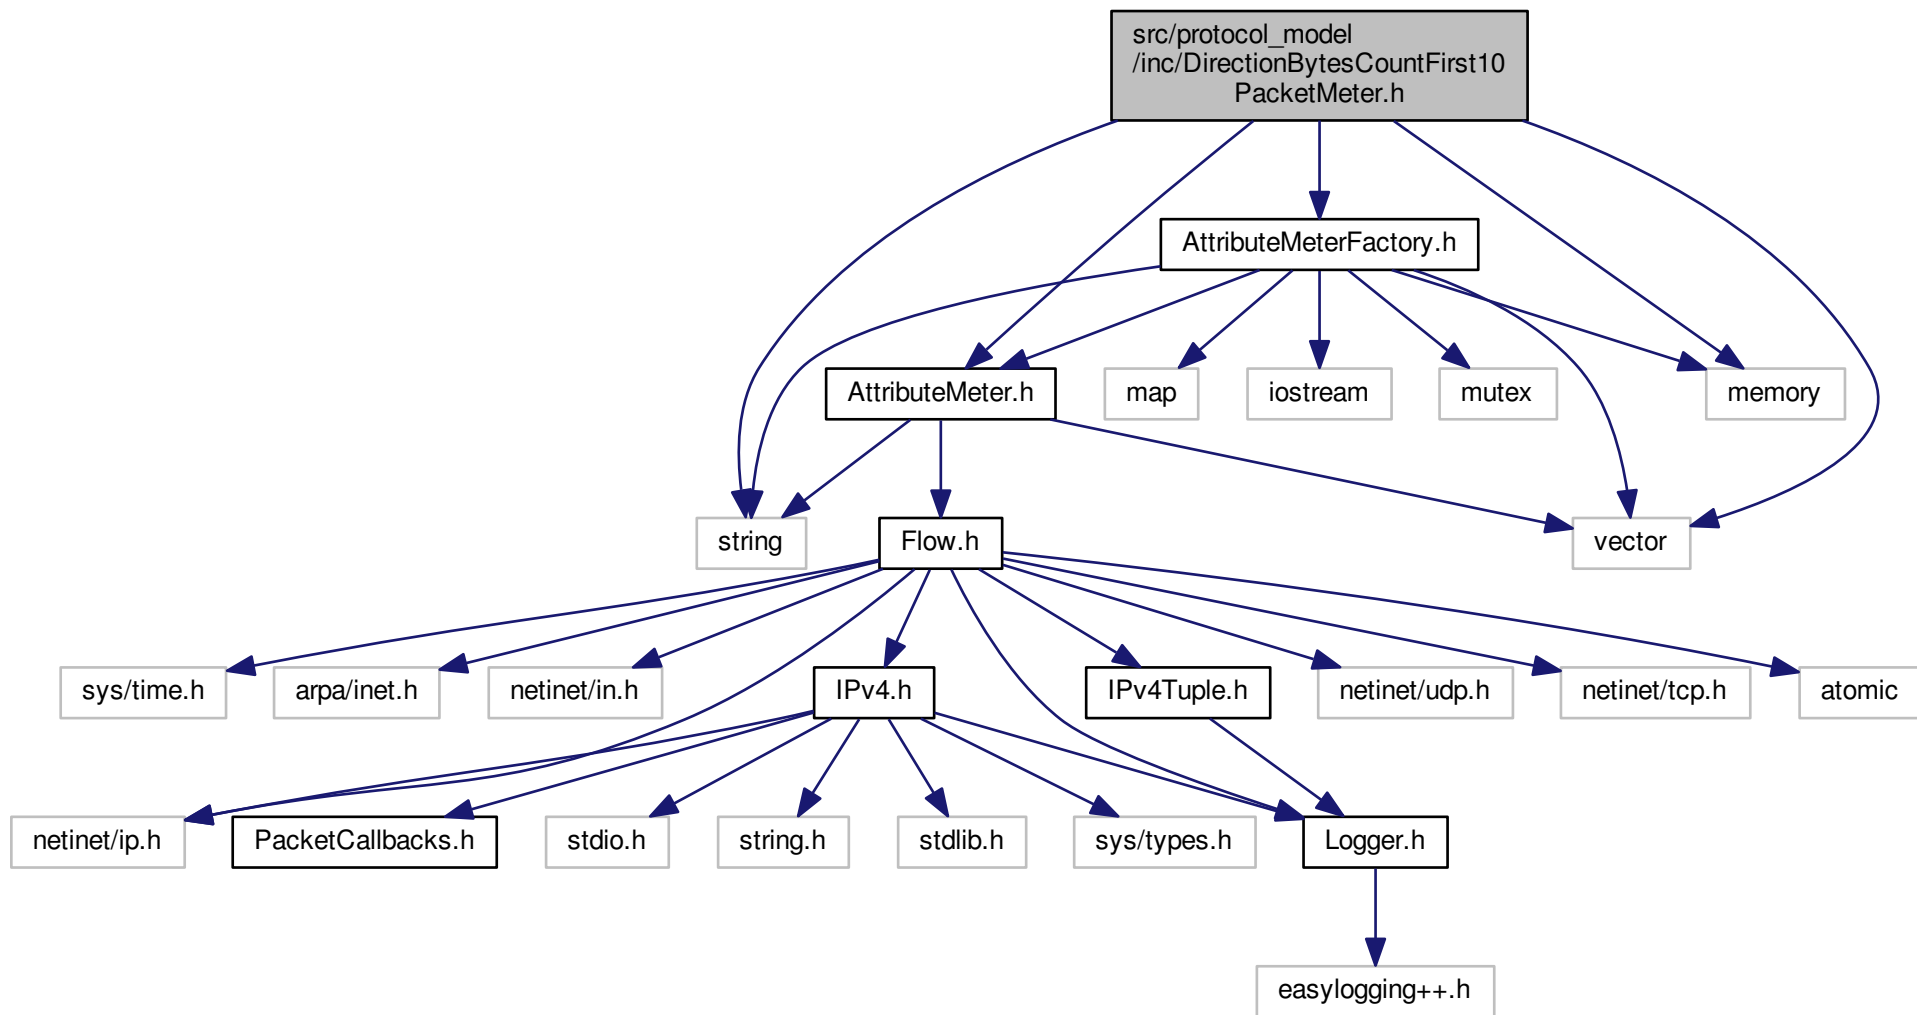 src/protocol_model
/inc/DirectionBytesCountFirst10
PacketMeter.h
AttributeMeterFactory.h
AttributeMeter.h
map
iostream
mutex
memory
string
Flow.h
vector
sys/time.h
arpa/inet.h
netinet/in.h
IPv4.h
IPv4Tuple.h
netinet/udp.h
netinet/tcp.h
atomic
netinet/ip.h
PacketCallbacks.h
stdio.h
string.h
stdlib.h
sys/types.h
Logger.h
easylogging++.h